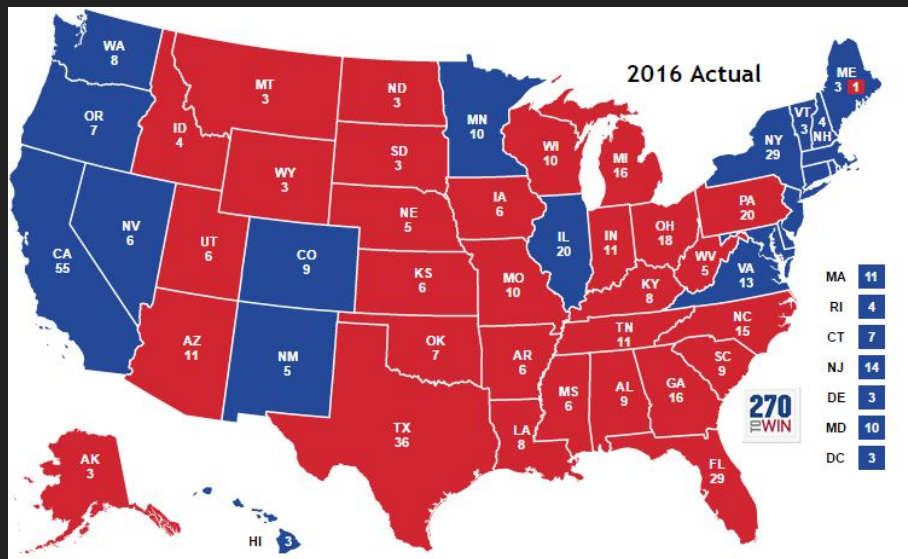 2016 Actual
WA
8
OR
7
CA
55
NV
6
ID
4
MT
3
WY
3
UT
6
AZ
11
CO
9
NM
5
ND
3
SD
3
NE
5
KS
6
OK
7
TX
36
MN
10
IA
6
MO
10
AR
6
LA
8
WI
10
IL
20
MI
16
IN
11
OH
18
KY
8
TN
11
MS
6
AL
9
GA
16
FL
29
SC
9
NC
15
VA
13
WV
5
PA
20
NY
29
VT
3
4
NH
ME
3 1
AK
3
HI 3
MA 11
RI 4
CT 7
NJ 14
DE 3
MD 10
DC 3
270
TO WIN